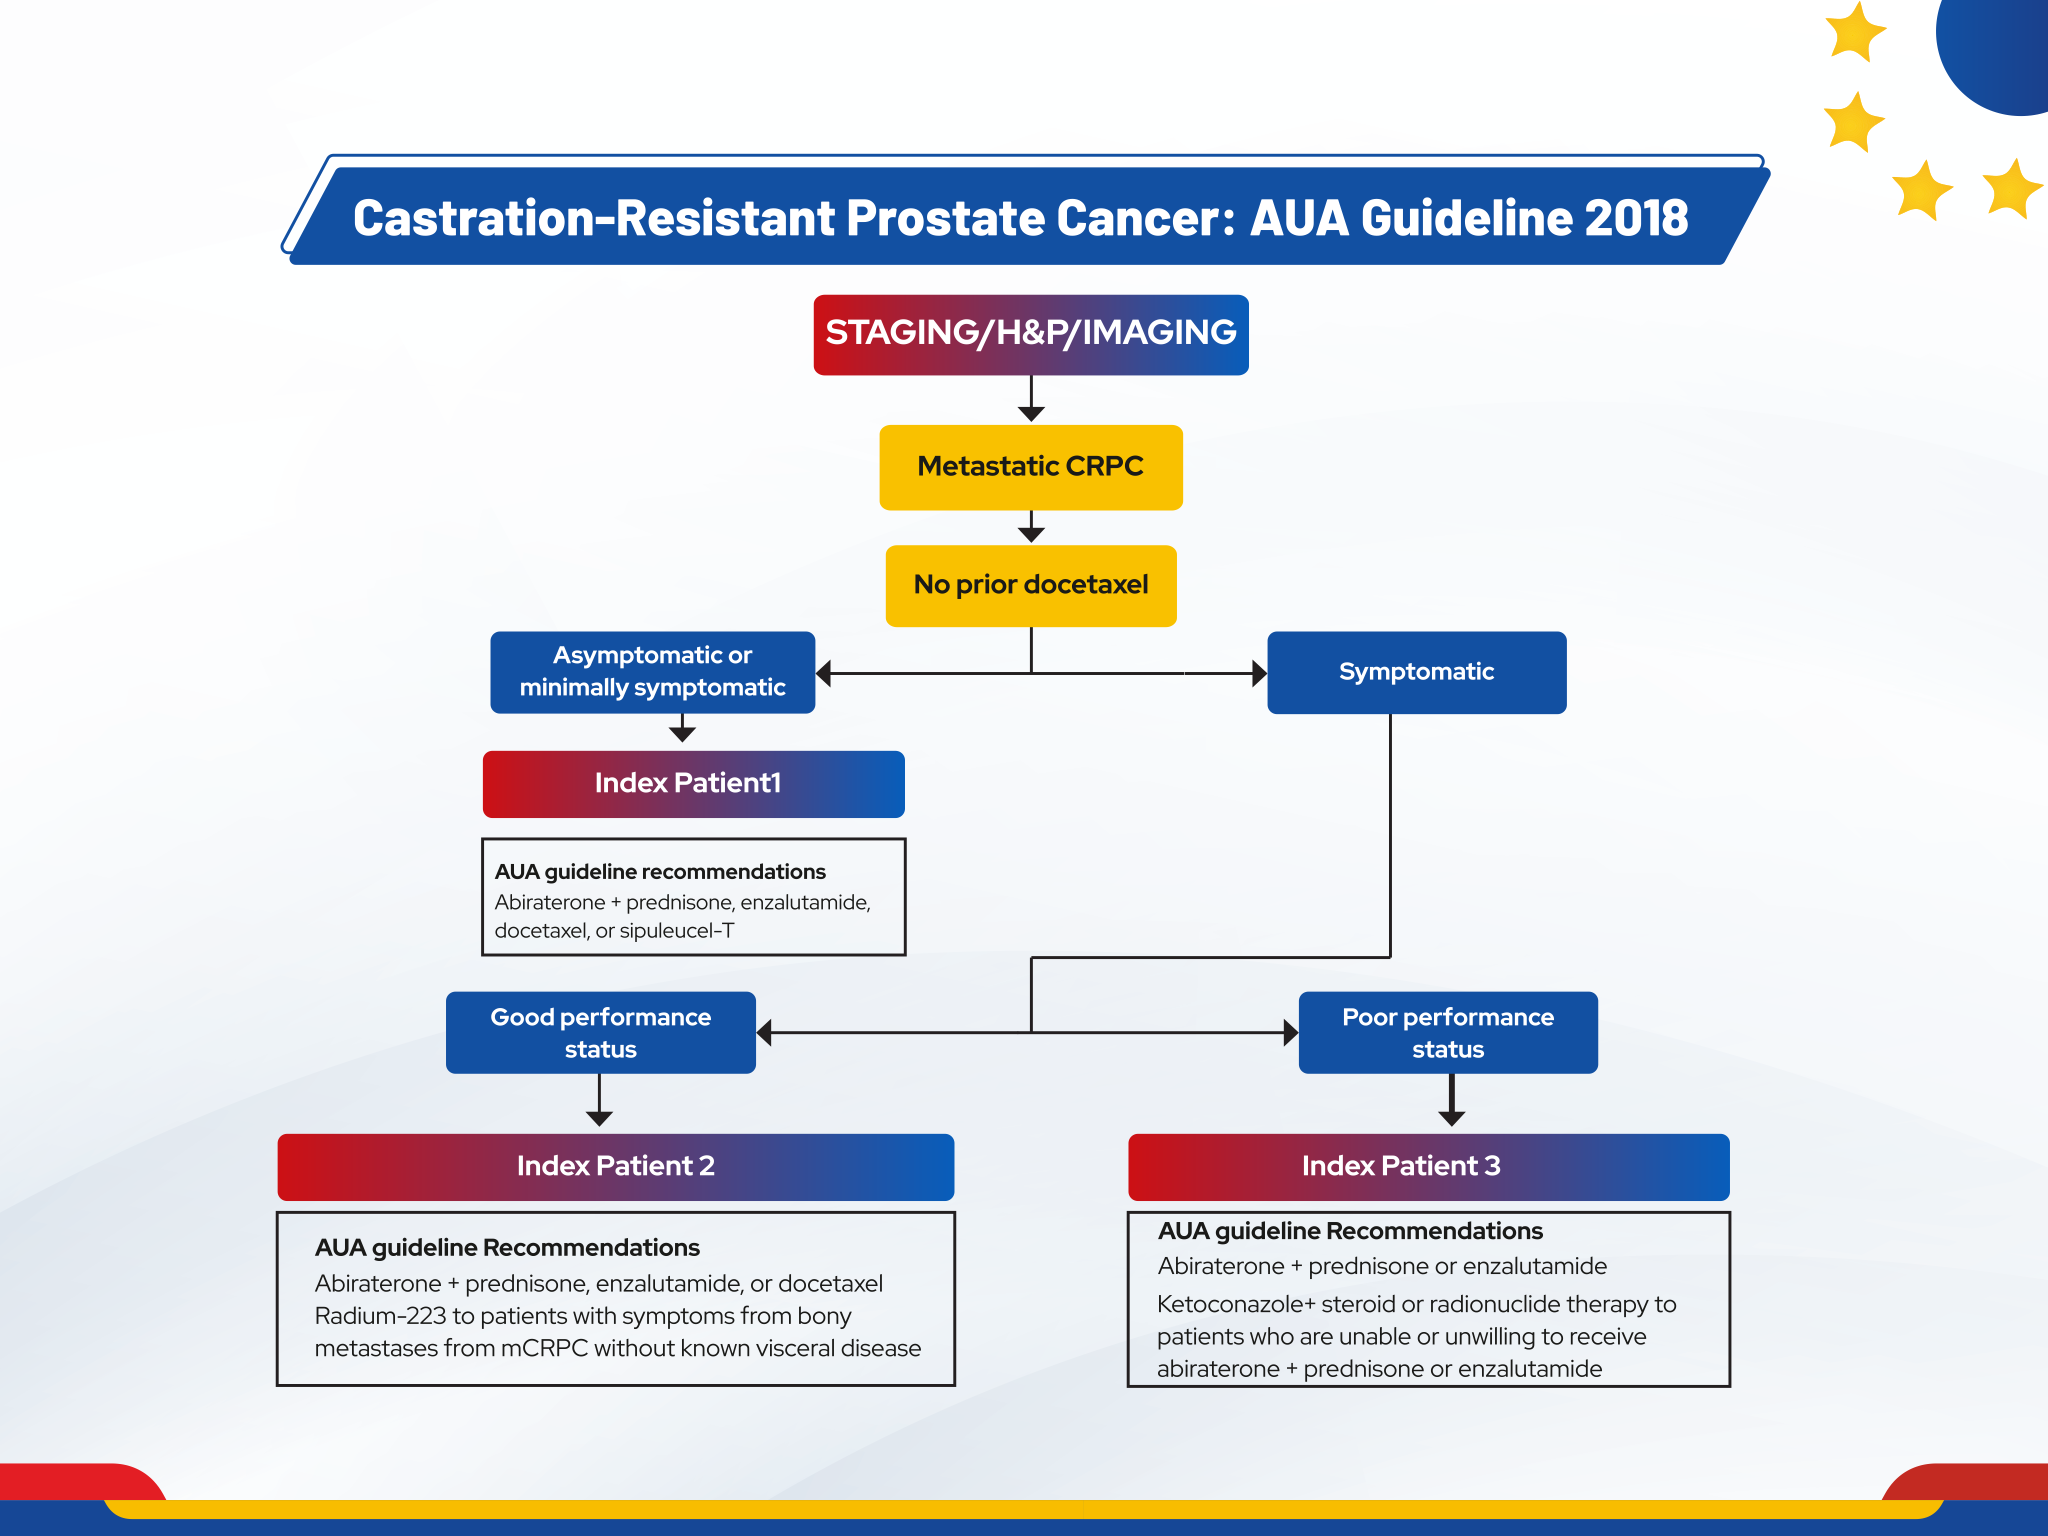 Castration-Resistant Prostate Cancer: AUA Guideline 2018
STAGING/H&P/IMAGING
Metastatic CRPC
No prior docetaxel
Asymptomatic or
minimally symptomatic
Symptomatic
Index Patient1
AUA guideline recommendations
Abiraterone + prednisone, enzalutamide,
docetaxel, or sipuleucel-T
Good performance
status
Poor performance
status
Index Patient 2
AUA guideline Recommendations
Abiraterone + prednisone, enzalutamide, or docetaxel
Radium-223 to patients with symptoms from bony
metastases from mCRPC without known visceral disease
Index Patient 3
AUA guideline Recommendations
Abiraterone + prednisone or enzalutamide
Ketoconazole+ steroid or radionuclide therapy to
patients who are unable or unwilling to receive
abiraterone + prednisone or enzalutamide